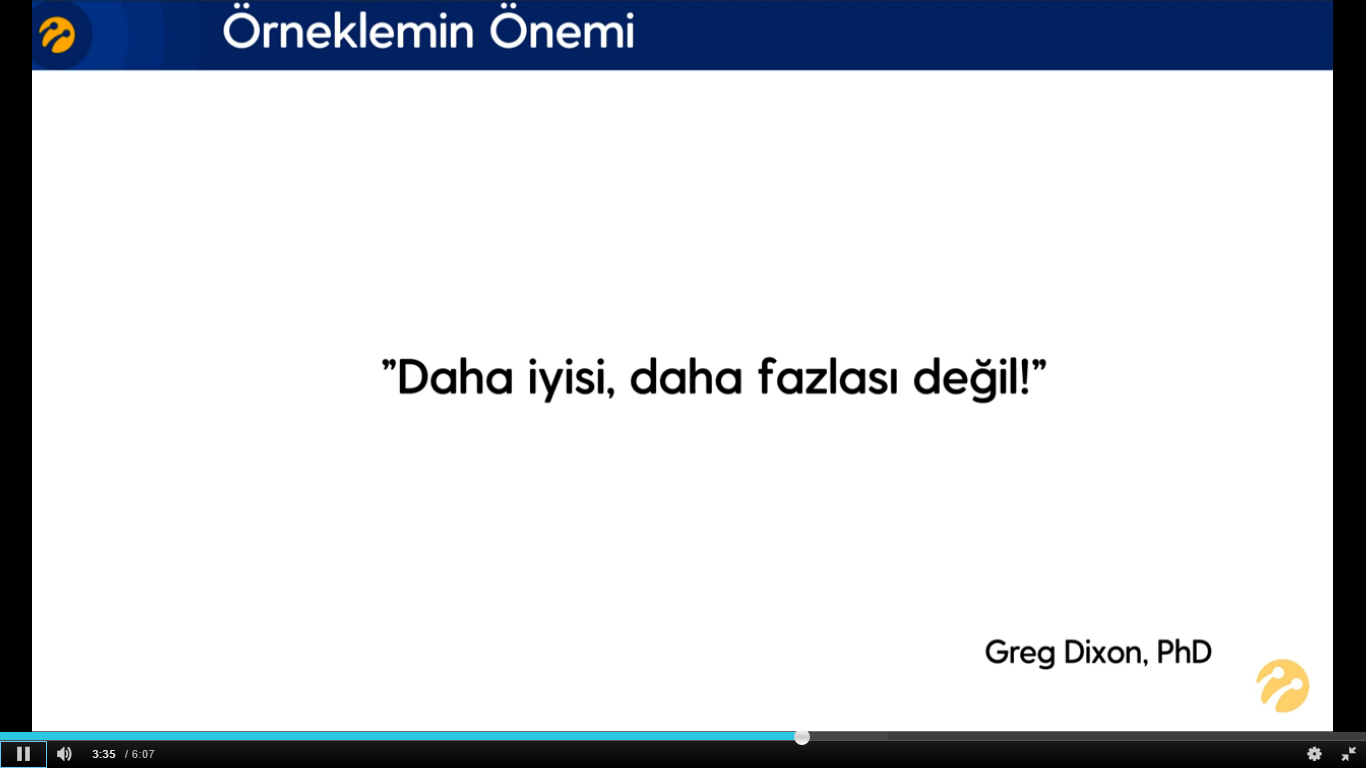 Örneklemin Önemi
”Daha iyisi, daha fazlası değil!”
Greg Dixon, PhD
3:35 / 6:07